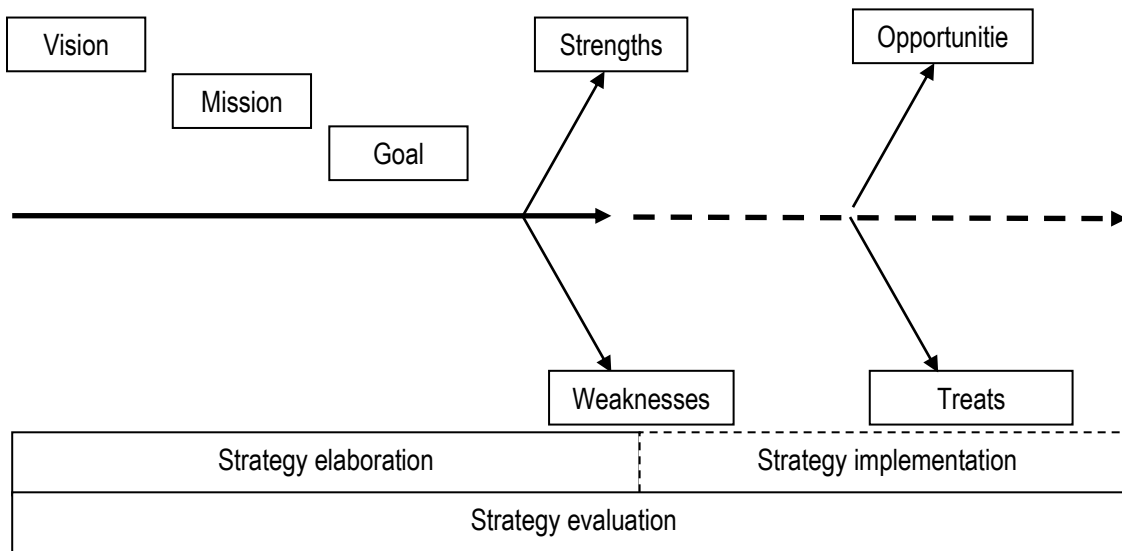 Vision
Mission
Goal
Strengths
Opportunitie
Weaknesses
Treats
Strategy elaboration
Strategy implementation
Strategy evaluation